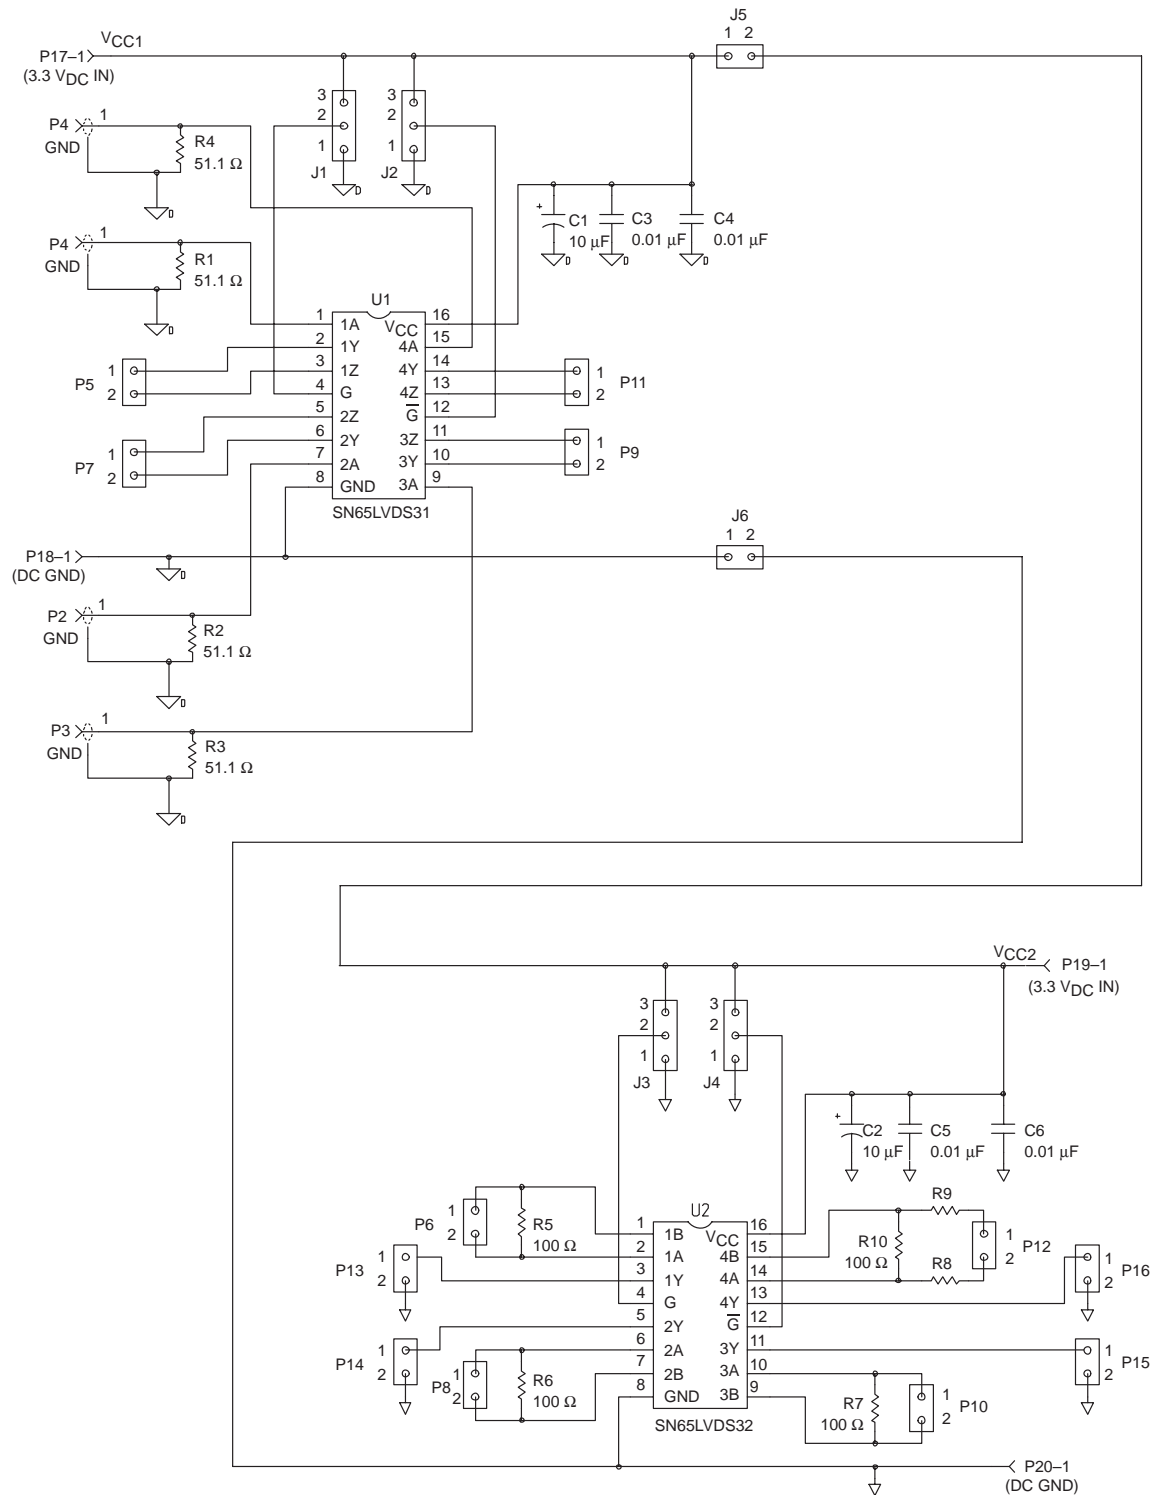 J5
1 2
VCC1
P17–1
(3.3 VDC IN)
3
2
1
J1
3
2
1
J2
D
D
P4
1
GND
R4
51.1 Ω
D
P4
1
GND
R1
51.1 Ω
D
+
C1
10 µF
C3
0.01 µF
C4
0.01 µF
D
D
D
U1
1 1A VCC 16
2 1Y 4A 15
3 1Z 4Y 14
4 G 4Z 13
5 2Z G 12
6 2Y 3Z 11
7 2A 3Y 10
8 GND 3A 9
SN65LVDS31
P5
1
2
P7
1
2
1
2
P11
1
2
P9
J6
1 2
P18–1
(DC GND)
D
P2
1
GND
R2
51.1 Ω
D
P3
1
GND
R3
51.1 Ω
D
VCC2
P19–1
(3.3 VDC IN)
3
2
1
J3
3
2
1
J4
+
C2
10 µF
C5
0.01 µF
C6
0.01 µF
U2
1 1B VCC 16
2 1A 4B 15
3 1Y 4A 14
4 G 4Y 13
5 2Y G 12
6 2A 3Y 11
7 2B 3A 10
8 GND 3B 9
SN65LVDS32
P6
1
2
R5
100 Ω
P13
1
2
P14
1
2
P8
1
2
R6
100 Ω
R9
R10
100 Ω
R8
1
2
P12
1
2
P16
1
2
P15
R7
100 Ω
1
2
P10
P20–1
(DC GND)